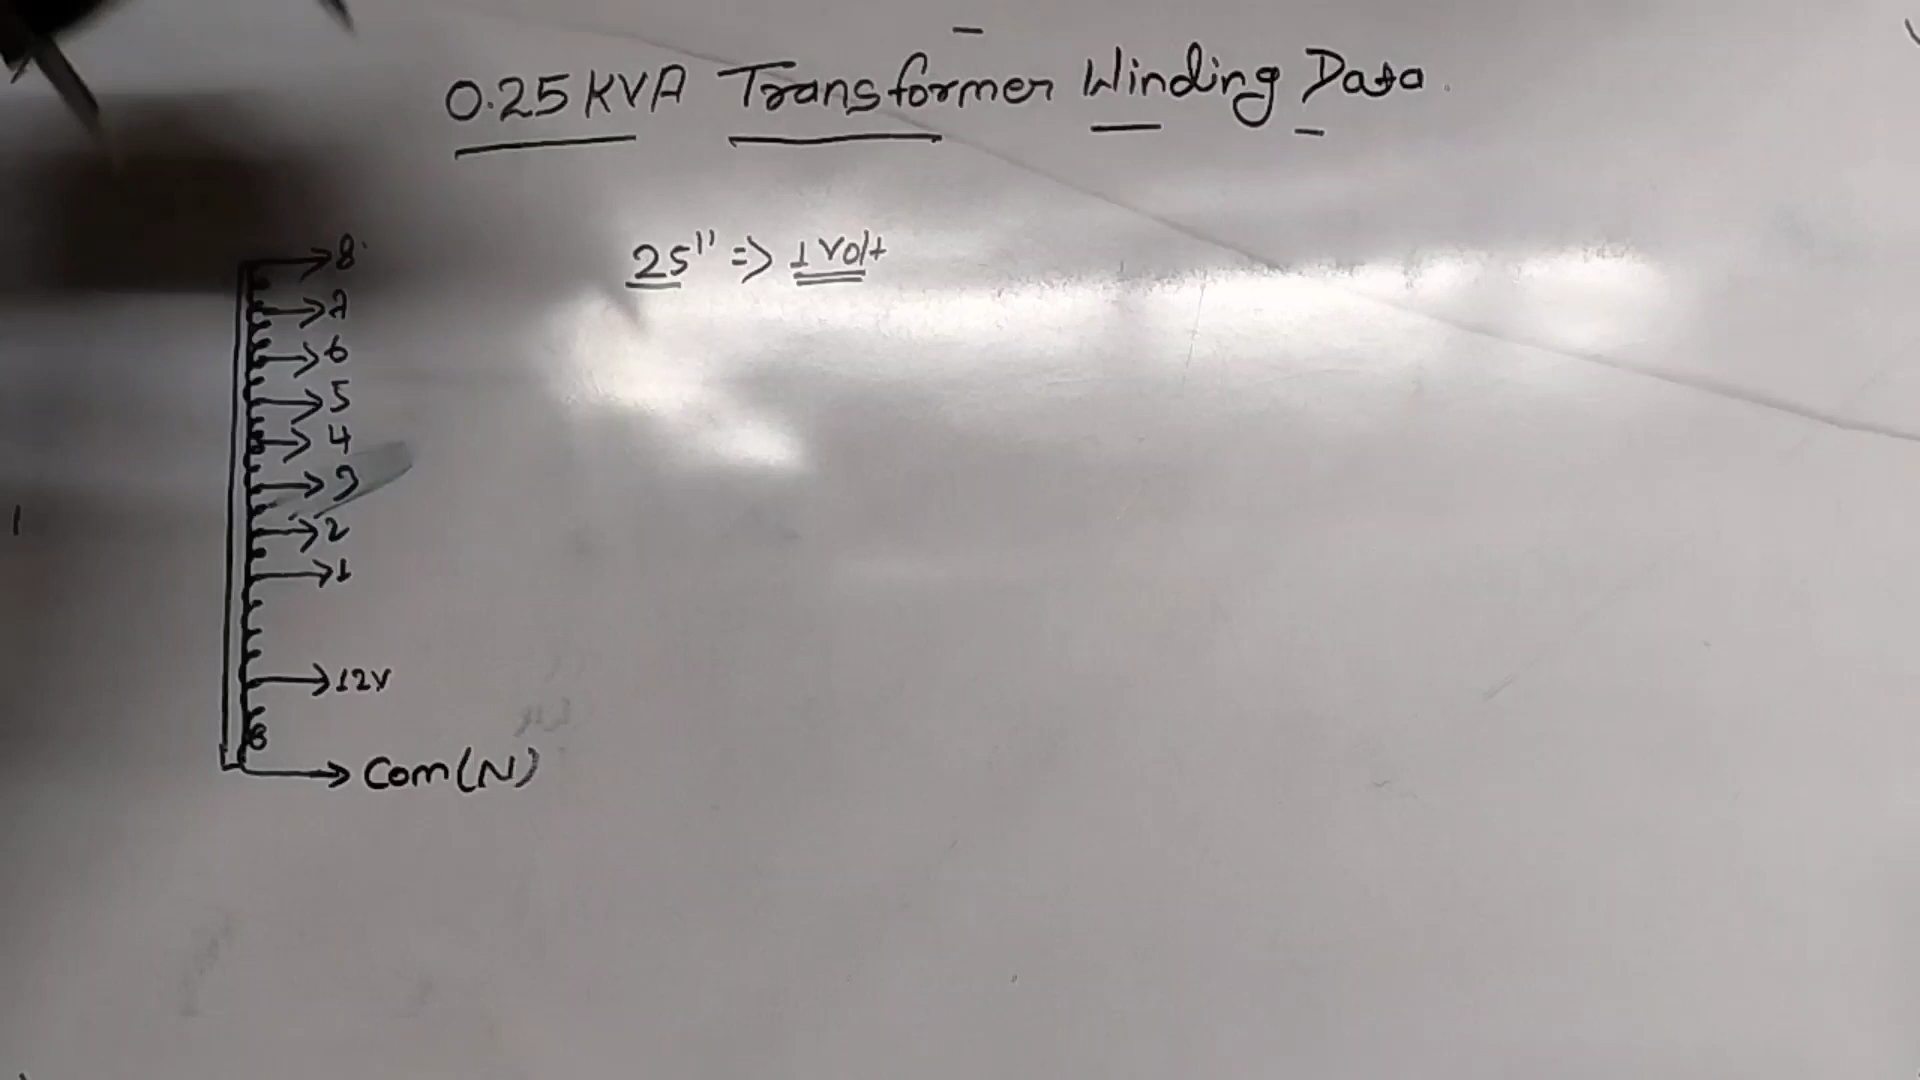 0.25 KVA Transformer Winding Data.
25" => 1 Volt
8
7
6
5
4
3
2
1
12V
Com(N)